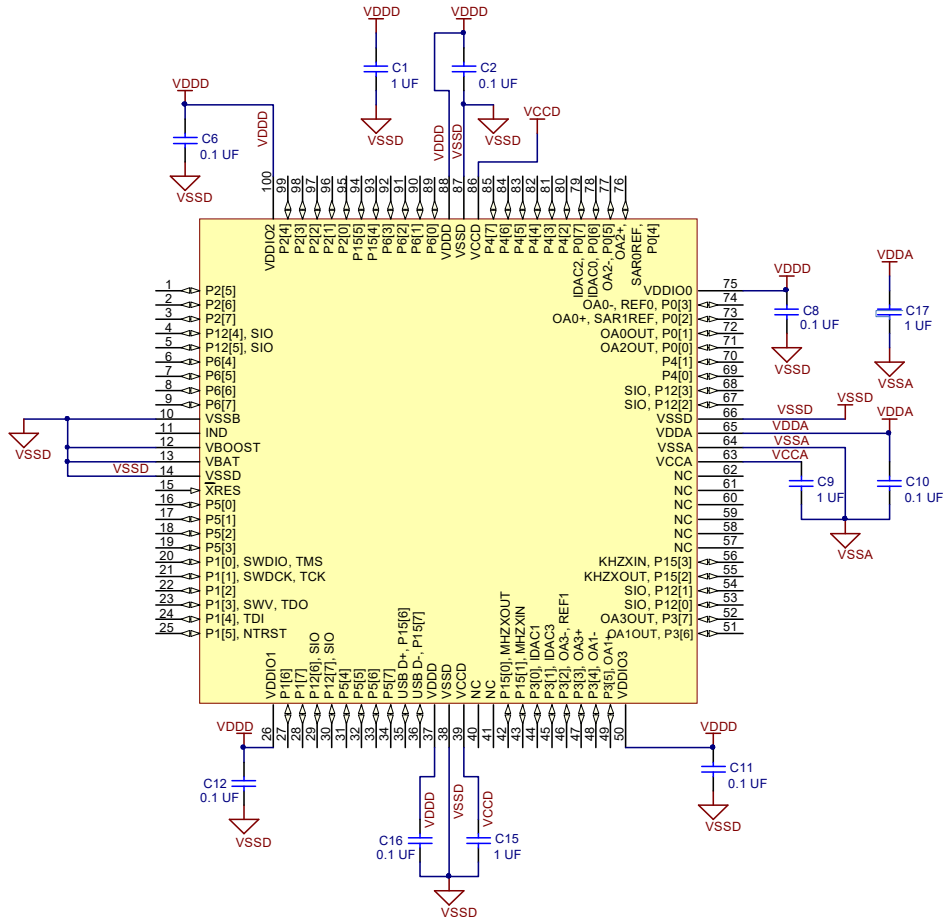 VDDD
VDDD
C1
1 UF
C2
0.1 UF
VDDD
VCCD
C6
0.1 UF
VSSD
VSSD
VSSD
VDDD
VDDD
VSSD
100
99
98
97
96
95
94
93
92
91
90
89
88
87
86
85
84
83
82
81
80
79
78
77
76
VDDIO2
P2[4]
P2[3]
P2[2]
P2[1]
P2[0]
P15[5]
P15[4]
P6[3]
P6[2]
P6[1]
P6[0]
VDDD
VSSD
VCCD
P4[7]
P4[6]
P4[5]
P4[4]
P4[3]
P4[2]
IDAC2, P0[7]
IDAC0, P0[6]
OA2-, P0[5]
OA2+,
SAR0REF,
P0[4]
1 P2[5]
2 P2[6]
3 P2[7]
4 P12[4], SIO
5 P12[5], SIO
6 P6[4]
7 P6[5]
8 P6[6]
9 P6[7]
10 VSSB
11 IND
12 VBOOST
13 VBAT
VSSD 14 VSSD
15 XRES
16 P5[0]
17 P5[1]
18 P5[2]
19 P5[3]
20 P1[0], SWDIO, TMS
21 P1[1], SWDCK, TCK
22 P1[2]
23 P1[3], SWV, TDO
24 P1[4], TDI
25 P1[5], NTRST
VSSD
VDDIO0 75
OA0-, REF0, P0[3] 74
OA0+, SAR1REF, P0[2] 73
OA0OUT, P0[1] 72
OA2OUT, P0[0] 71
P4[1] 70
P4[0] 69
SIO, P12[3] 68
SIO, P12[2] 67
VSSD 66 VSSD
VDDA 65 VDDA
VSSA 64 VSSA
VCCA 63 VCCA
NC 62
NC 61
NC 60
NC 59
NC 58
NC 57
KHZXIN, P15[3] 56
KHZXOUT, P15[2] 55
SIO, P12[1] 54
SIO, P12[0] 53
OA3OUT, P3[7] 52
OA1OUT, P3[6] 51
VDDD
C8
0.1 UF
VSSD
VDDA
C17
1 UF
VSSA
VSSD
VDDA
C9
1 UF
C10
0.1 UF
VSSA
VDDIO1
P1[6]
P1[7]
P12[6], SIO
P12[7], SIO
P5[4]
P5[5]
P5[6]
P5[7]
USB D+, P15[6]
USB D-, P15[7]
VDDD
VSSD
VCCD
NC
NC
P15[0], MHZXOUT
P15[1], MHZXIN
P3[0], IDAC1
P3[1], IDAC3
P3[2], OA3-, REF1
P3[3], OA3+
P3[4], OA1-
P3[5], OA1+
VDDIO3
26
27
28
29
30
31
32
33
34
35
36
37
38
39
40
41
42
43
44
45
46
47
48
49
50
VDDD
C12
0.1 UF
VSSD
VDDD
VSSD
VCCD
C16
0.1 UF
C15
1 UF
VSSD
VDDD
C11
0.1 UF
VSSD